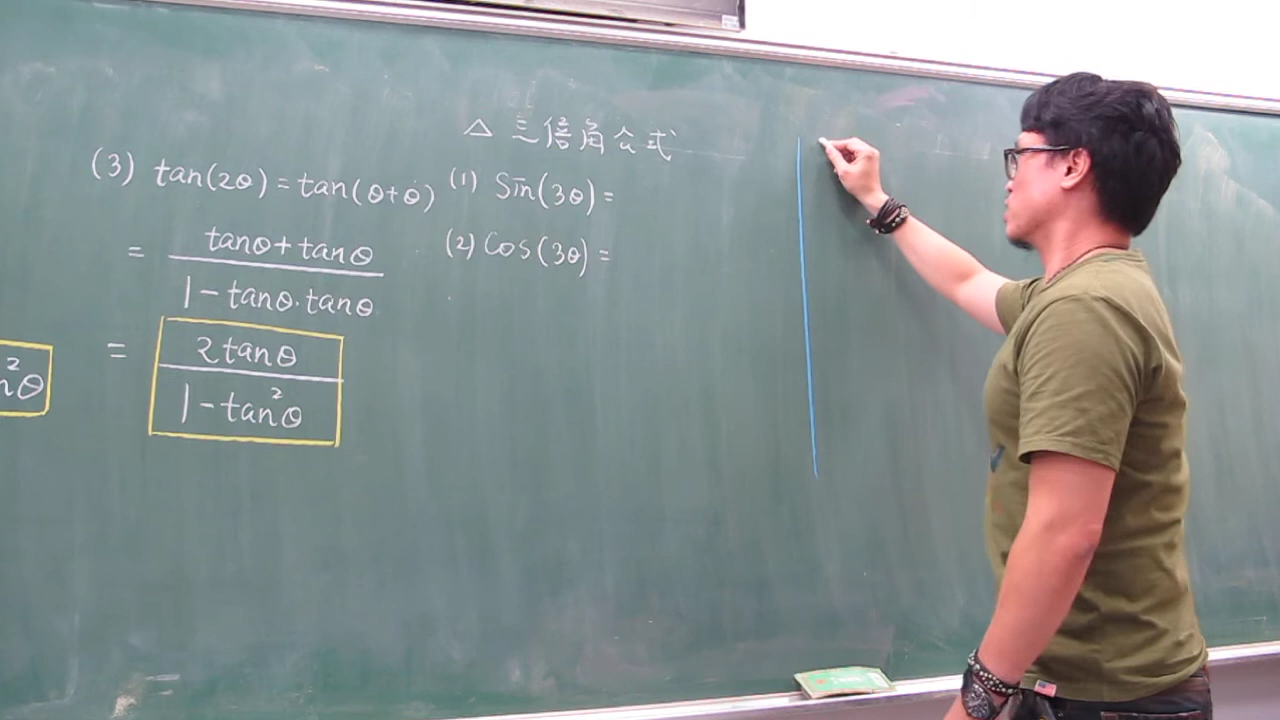 (3) tan(2θ)=tan(θ+θ)
= (tanθ+tanθ)/(1-tanθ·tanθ)
= 2tanθ/(1-tan²θ)
²θ
△ 三倍角公式
(1) Sin(3θ)=
(2) Cos(3θ)=